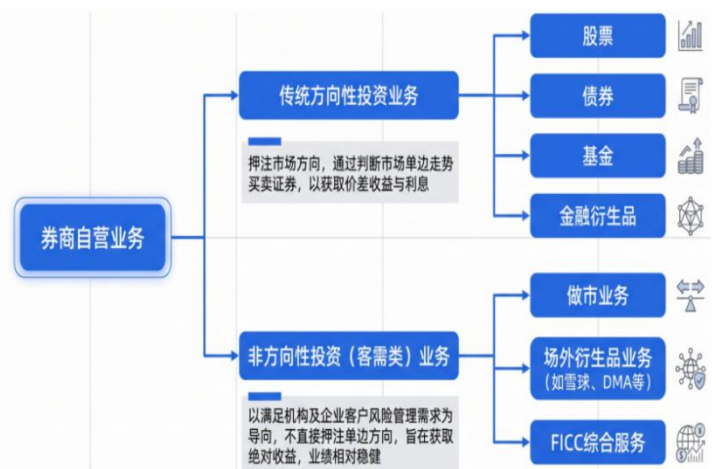 股票
传统方向性投资业务
债券
押注市场方向，通过判断市场单边走势
买卖证券，以获取价差收益与利息
基金
金融衍生品
券商自营业务
做市业务
非方向性投资（客需类）业务
场外衍生品业务
（如雪球、DMA等）
以满足机构及企业客户风险管理需求为
导向，不直接押注单边方向，旨在获取
绝对收益，业绩相对稳健
FICC综合服务